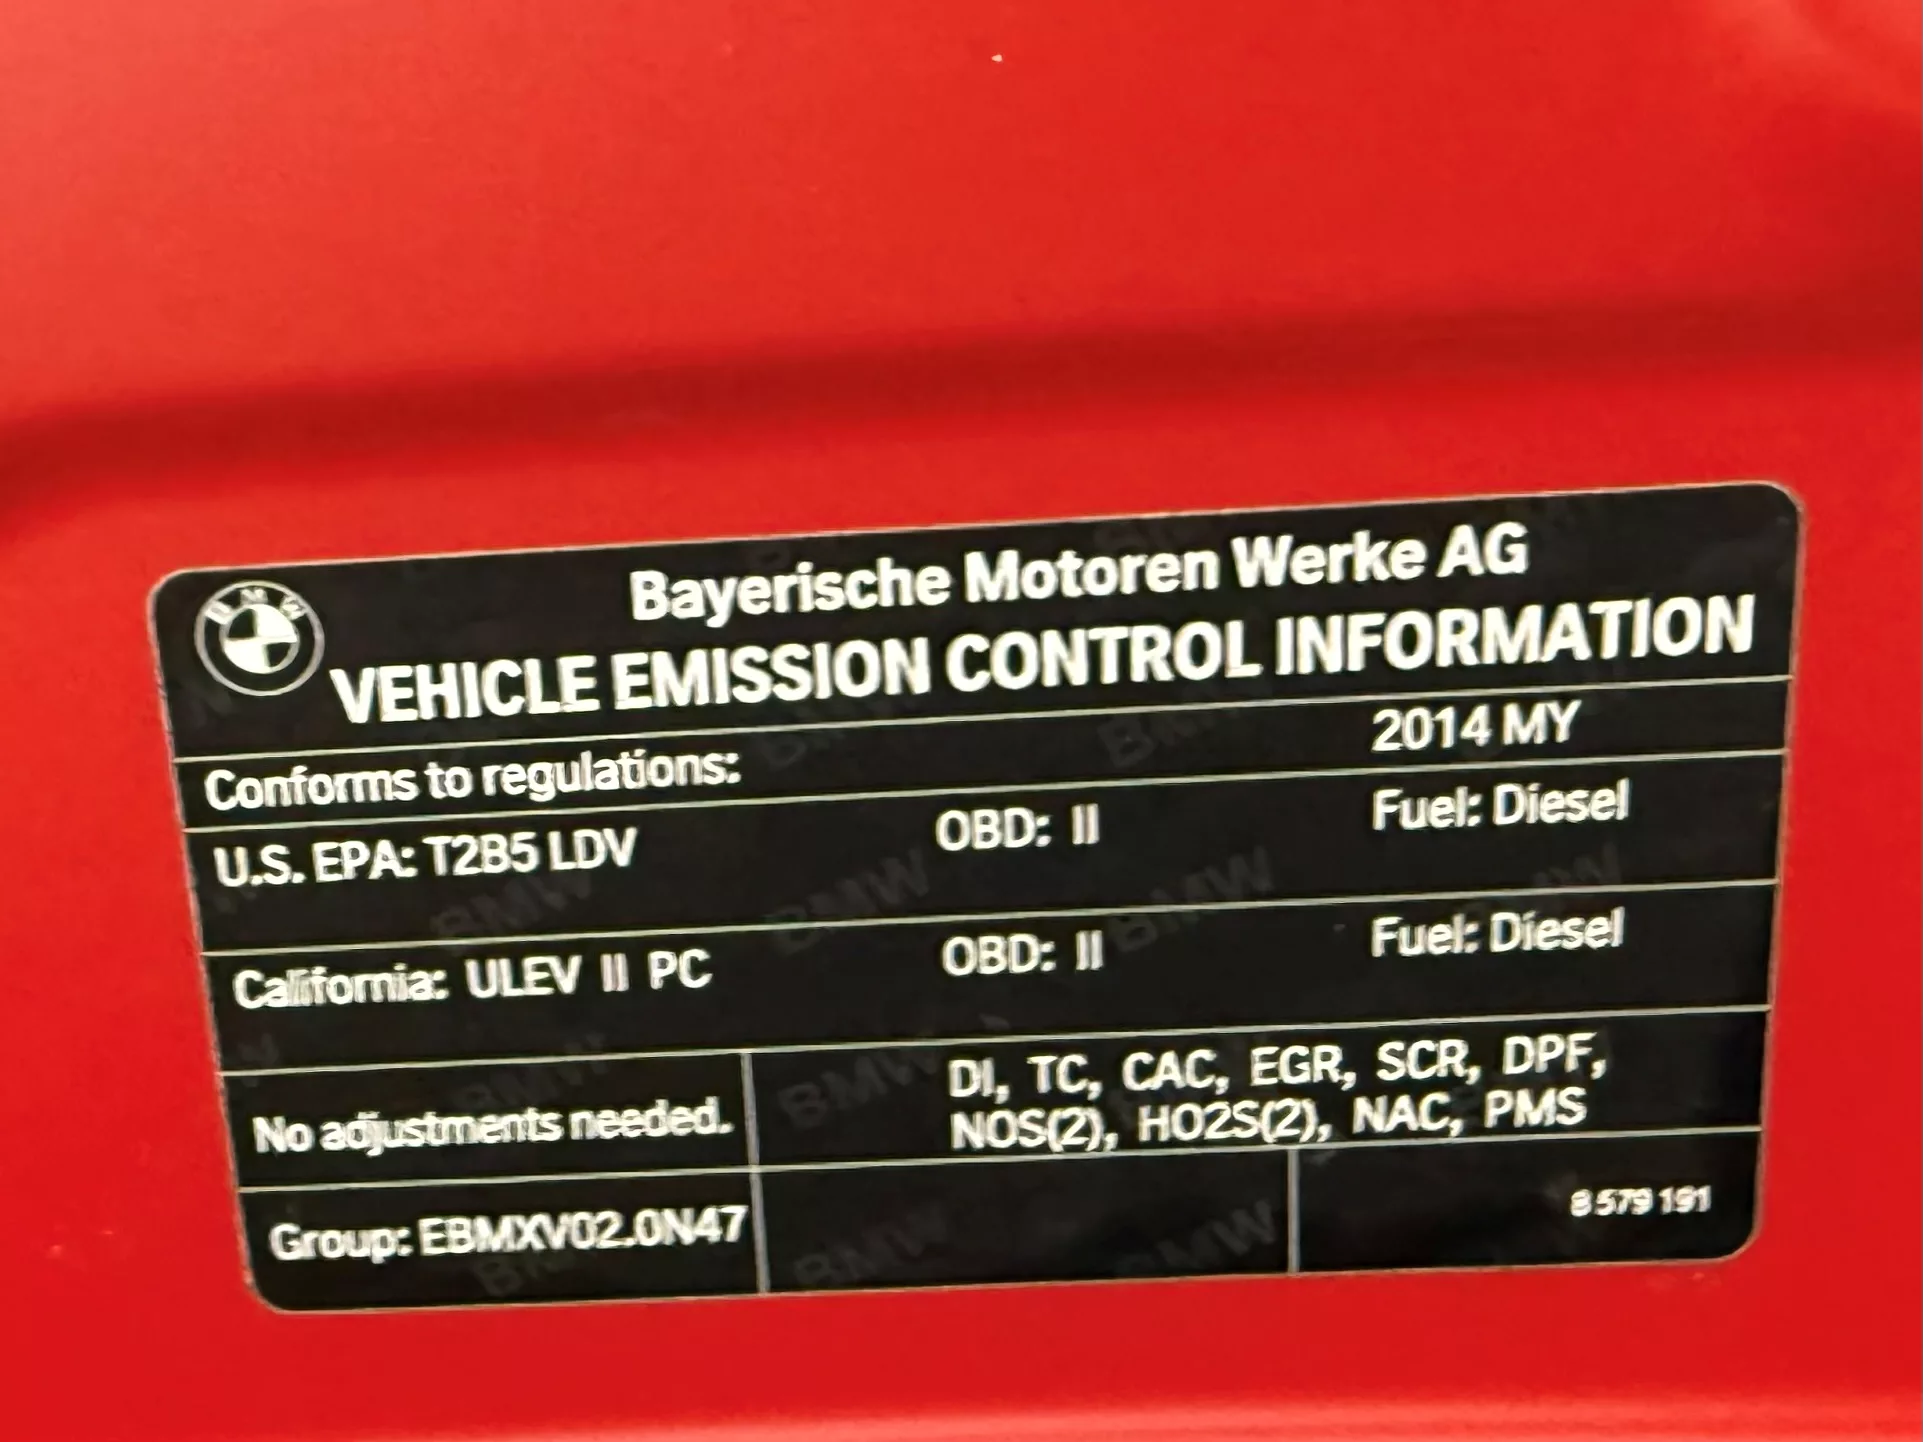 BMW
Bayerische Motoren Werke AG
VEHICLE EMISSION CONTROL INFORMATION
Conforms to regulations: 2014 MY
U.S. EPA: T2B5 LDV OBD: II Fuel: Diesel
California: ULEV II PC OBD: II Fuel: Diesel
No adjustments needed.
DI, TC, CAC, EGR, SCR, DPF,
NOS(2), HO2S(2), NAC, PMS
Group: EBMXV02.0N47
8 579 191